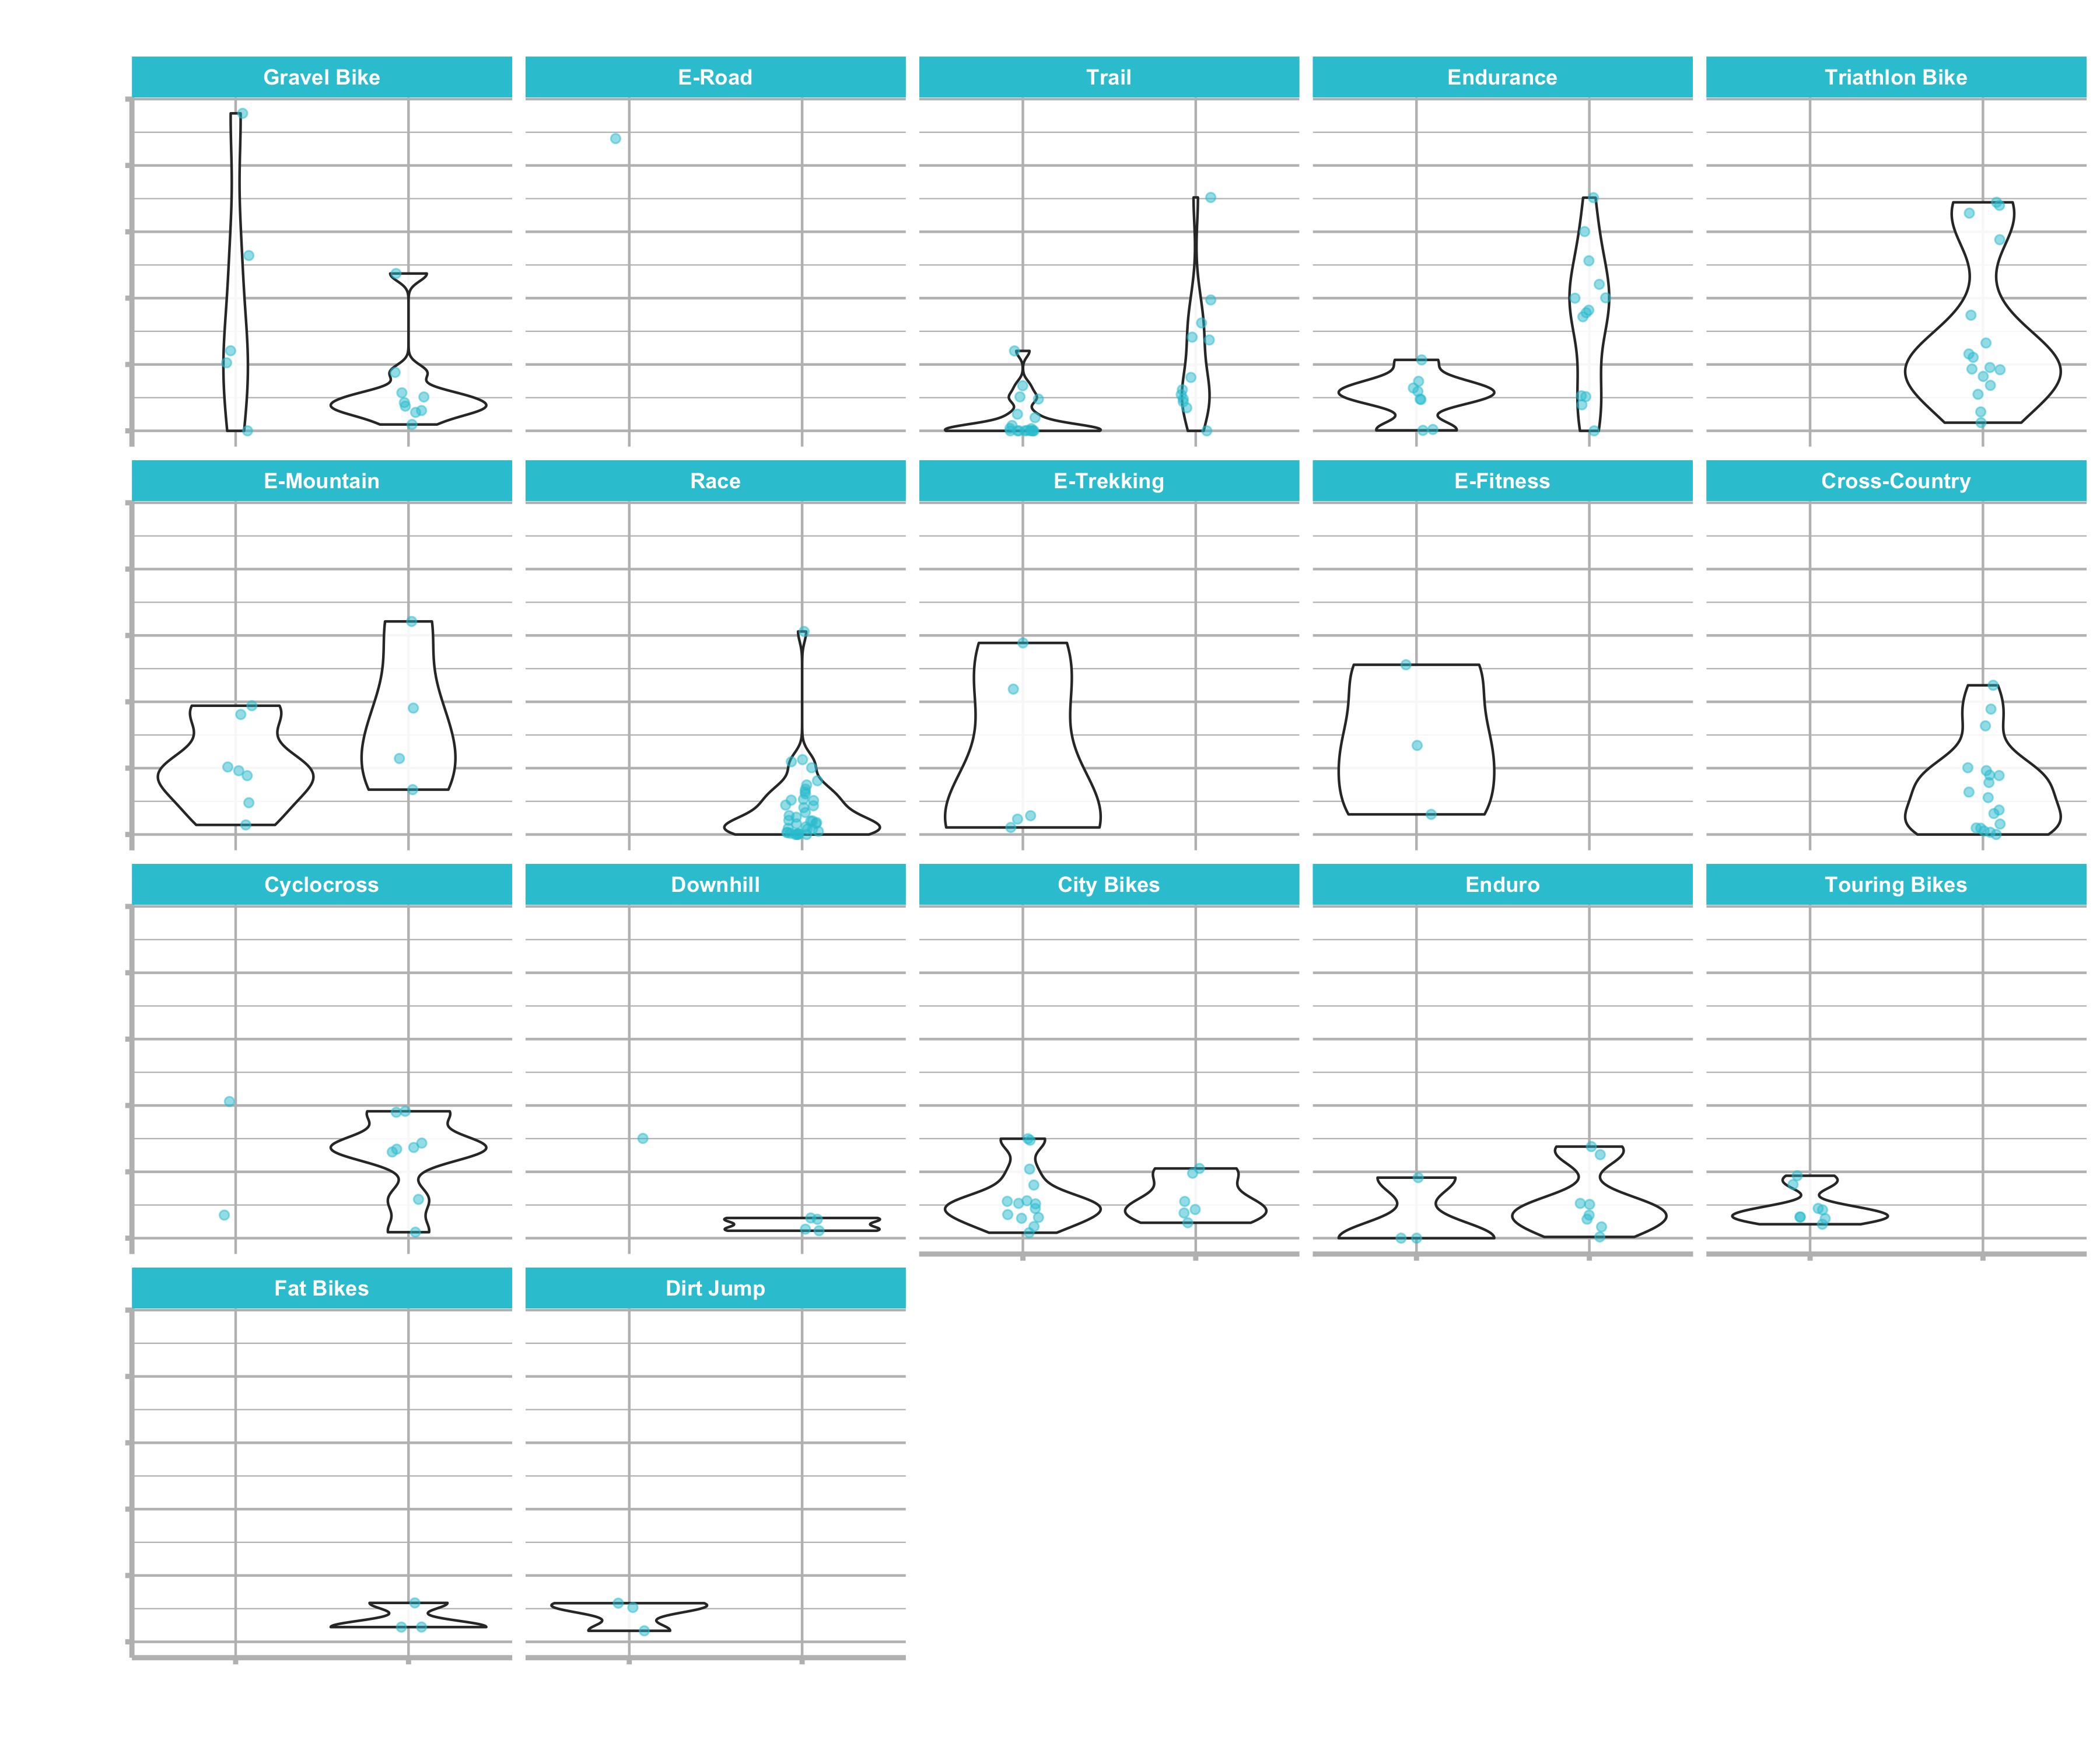 Gravel Bike
E-Road
Trail
Endurance
Triathlon Bike
E-Mountain
Race
E-Trekking
E-Fitness
Cross-Country
Cyclocross
Downhill
City Bikes
Enduro
Touring Bikes
Fat Bikes
Dirt Jump